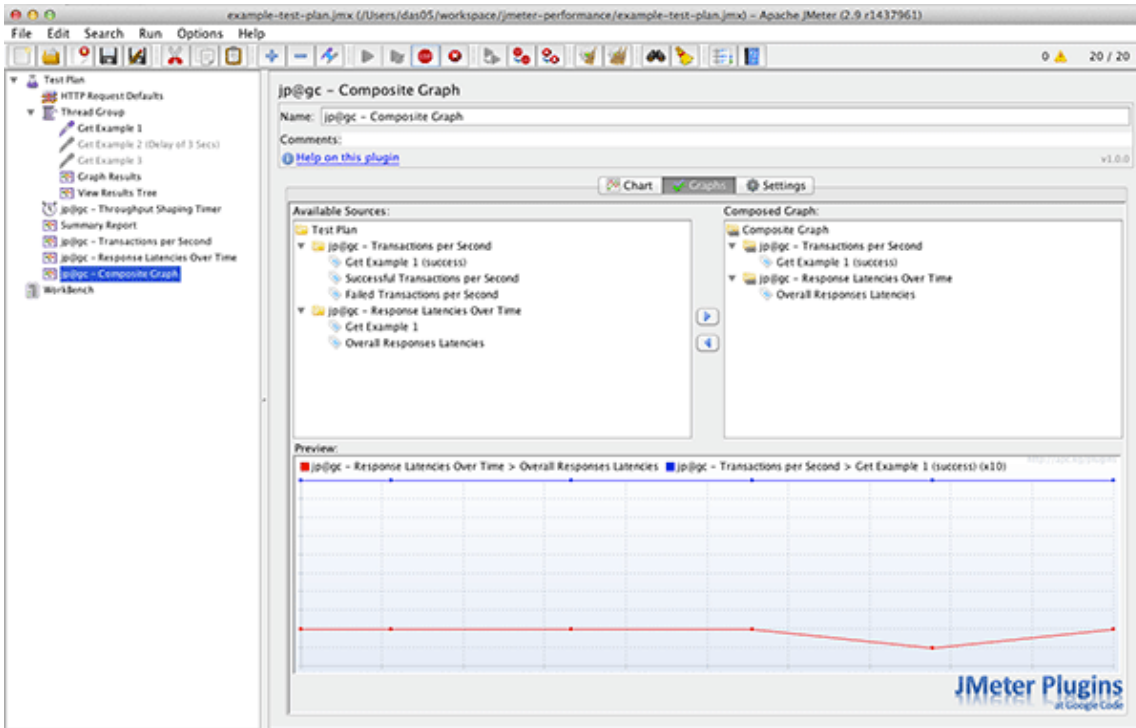 example-test-plan.jmx (/Users/das05/workspace/jmeter-performance/example-test-plan.jmx) – Apache JMeter (2.9 r1437961)
File Edit Search Run Options Help
0 20 / 20
Test Plan
HTTP Request Defaults
Thread Group
Get Example 1
Get Example 2 (Delay of 3 Secs)
Get Example 3
Graph Results
View Results Tree
jp@gc - Throughput Shaping Timer
Summary Report
jp@gc - Transactions per Second
jp@gc - Response Latencies Over Time
jp@gc - Composite Graph
WorkBench
jp@gc - Composite Graph
Name: jp@gc - Composite Graph
Comments:
Help on this plugin v1.0.0
Chart Graphs Settings
Available Sources:
Test Plan
jp@gc - Transactions per Second
Get Example 1 (success)
Successful Transactions per Second
Failed Transactions per Second
jp@gc - Response Latencies Over Time
Get Example 1
Overall Responses Latencies
Composed Graph:
Composite Graph
jp@gc - Transactions per Second
Get Example 1 (success)
jp@gc - Response Latencies Over Time
Overall Responses Latencies
Preview:
jp@gc - Response Latencies Over Time > Overall Responses Latencies jp@gc - Transactions per Second > Get Example 1 (success) (x10)
JMeter Plugins
at Google Code